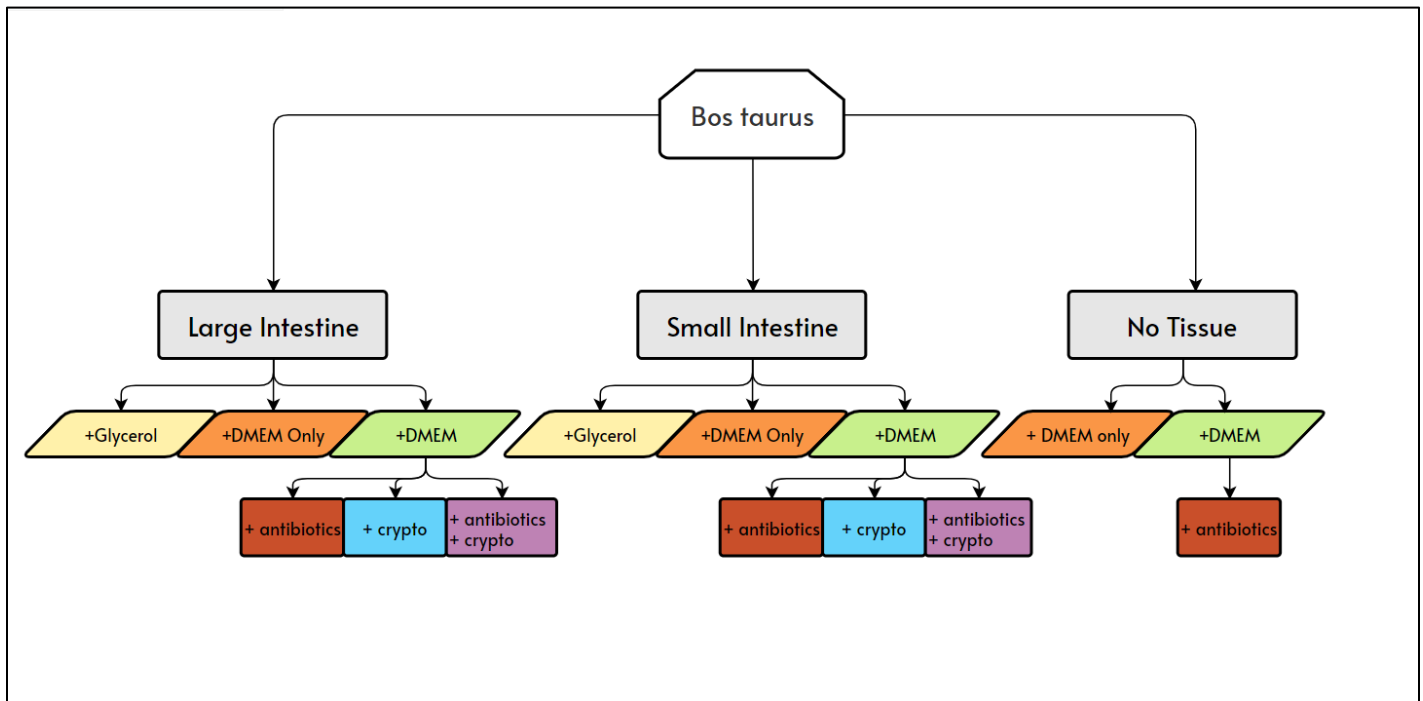 Bos taurus
Large Intestine
Small Intestine
No Tissue
+Glycerol
+DMEM Only
+DMEM
+Glycerol
+DMEM Only
+DMEM
+ DMEM only
+DMEM
+ antibiotics
+ crypto
+ antibiotics
+ crypto
+ antibiotics
+ crypto
+ antibiotics
+ crypto
+ antibiotics